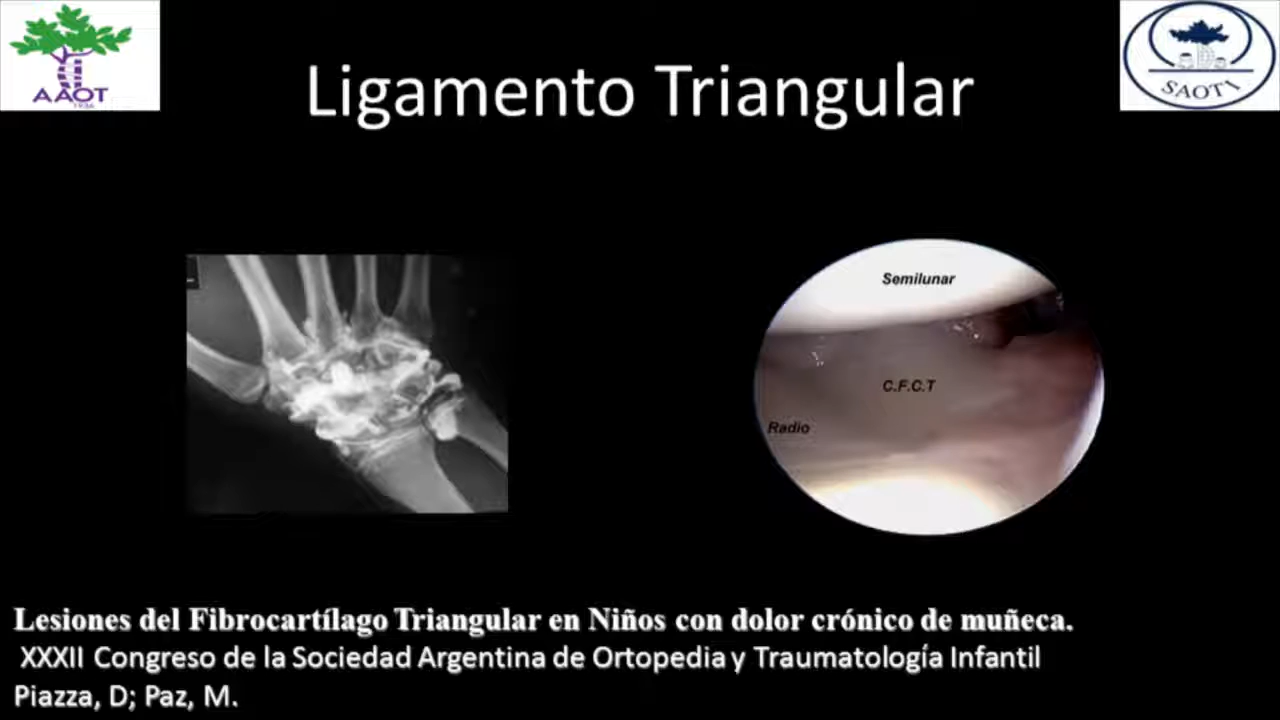 AAOT
1936
SAOTI
Ligamento Triangular
Semilunar
C.F.C.T
Radio
Lesiones del Fibrocartílago Triangular en Niños con dolor crónico de muñeca.
XXXII Congreso de la Sociedad Argentina de Ortopedia y Traumatología Infantil
Piazza, D; Paz, M.